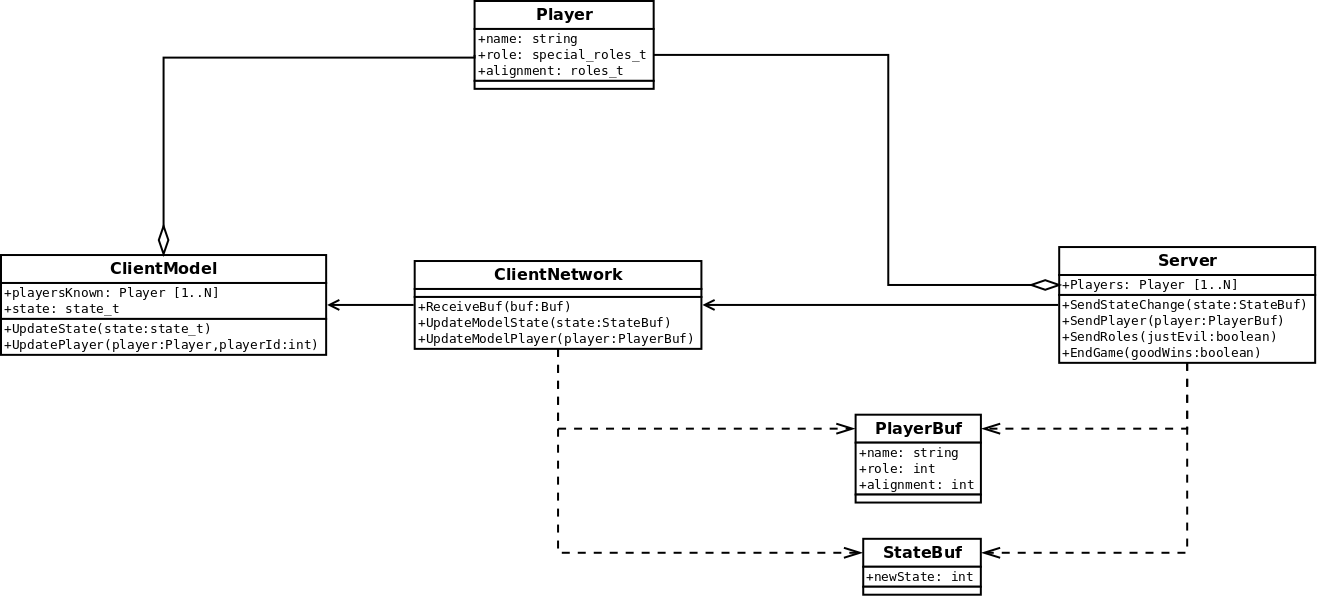 Player
+name: string
+role: special_roles_t
+alignment: roles_t
ClientModel
+playersKnown: Player [1..N]
+state: state_t
+UpdateState(state:state_t)
+UpdatePlayer(player:Player,playerId:int)
ClientNetwork
+ReceiveBuf(buf:Buf)
+UpdateModelState(state:StateBuf)
+UpdateModelPlayer(player:PlayerBuf)
Server
+Players: Player [1..N]
+SendStateChange(state:StateBuf)
+SendPlayer(player:PlayerBuf)
+SendRoles(justEvil:boolean)
+EndGame(goodWins:boolean)
PlayerBuf
+name: string
+role: int
+alignment: int
StateBuf
+newState: int